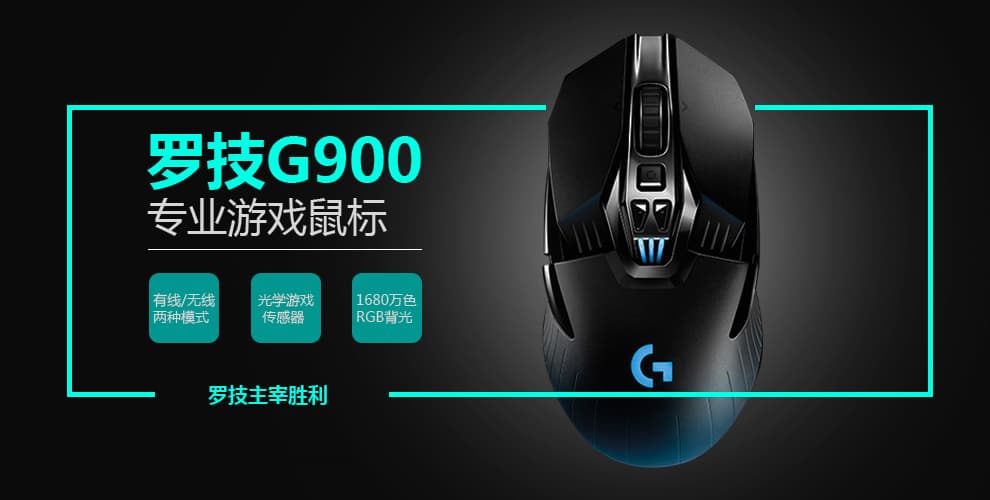 罗技G900
专业游戏鼠标
有线/无线
两种模式
光学游戏
传感器
1680万色
RGB背光
罗技主宰胜利